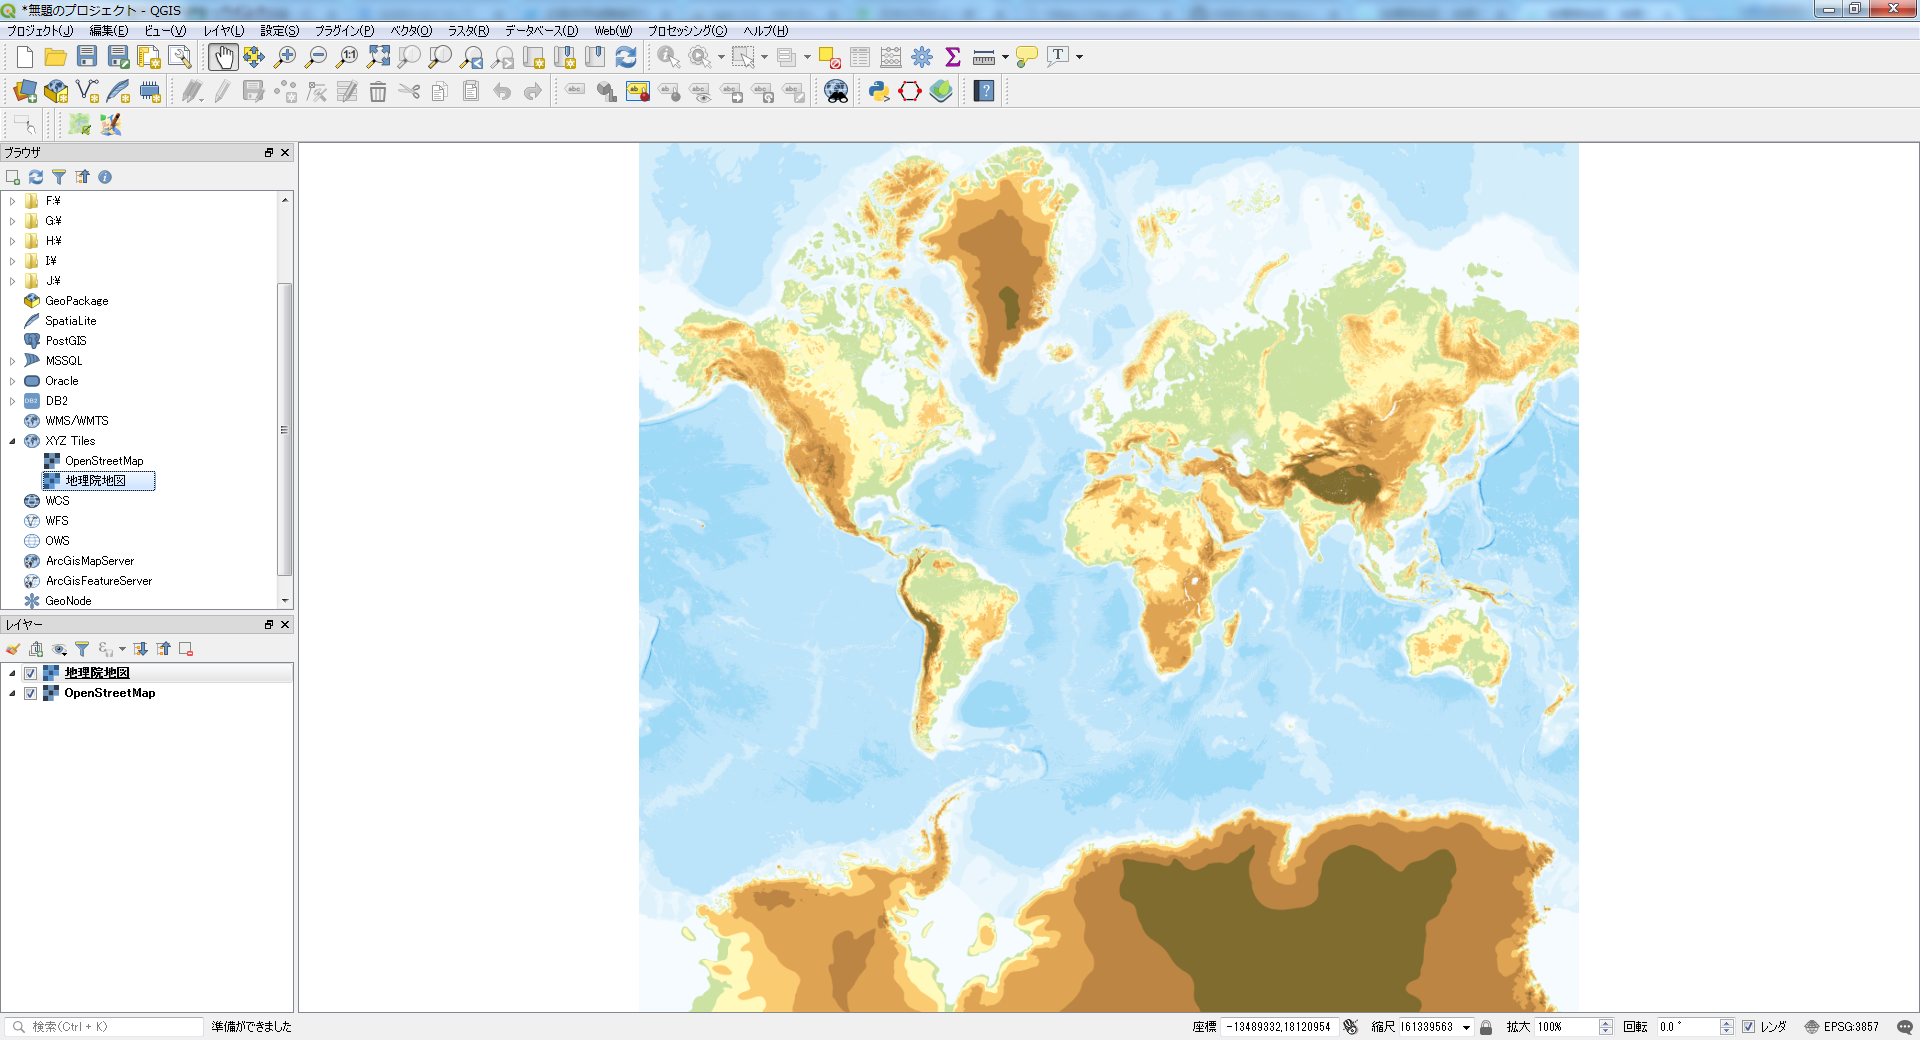 *無題のプロジェクト - QGIS
プロジェクト(J) 編集(E) ビュー(V) レイヤ(L) 設定(S) プラグイン(P) ベクタ(O) ラスタ(R) データベース(D) Web(W) プロセッシング(C) ヘルプ(H)
ブラウザ
F:¥
G:¥
H:¥
I:¥
J:¥
GeoPackage
SpatiaLite
PostGIS
MSSQL
Oracle
DB2
WMS/WMTS
XYZ Tiles
OpenStreetMap
地理院地図
WCS
WFS
OWS
ArcGisMapServer
ArcGisFeatureServer
GeoNode
レイヤー
地理院地図
OpenStreetMap
検索(Ctrl + K) 準備ができました 座標 -13489332,18120954 縮尺 161339563 拡大 100% 回転 0.0 ° レンダ EPSG:3857